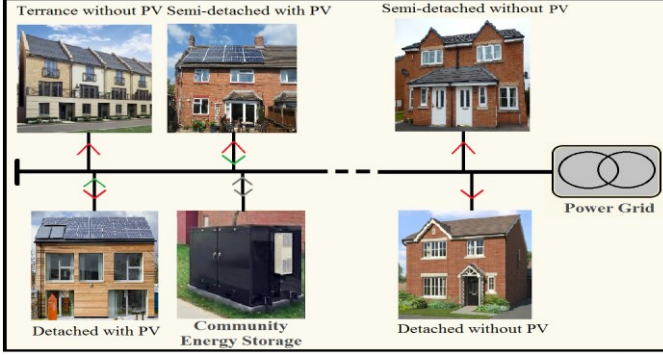 Terrance without PV
Semi-detached with PV
Semi-detached without PV
Power Grid
Detached with PV
Community
Energy Storage
Detached without PV